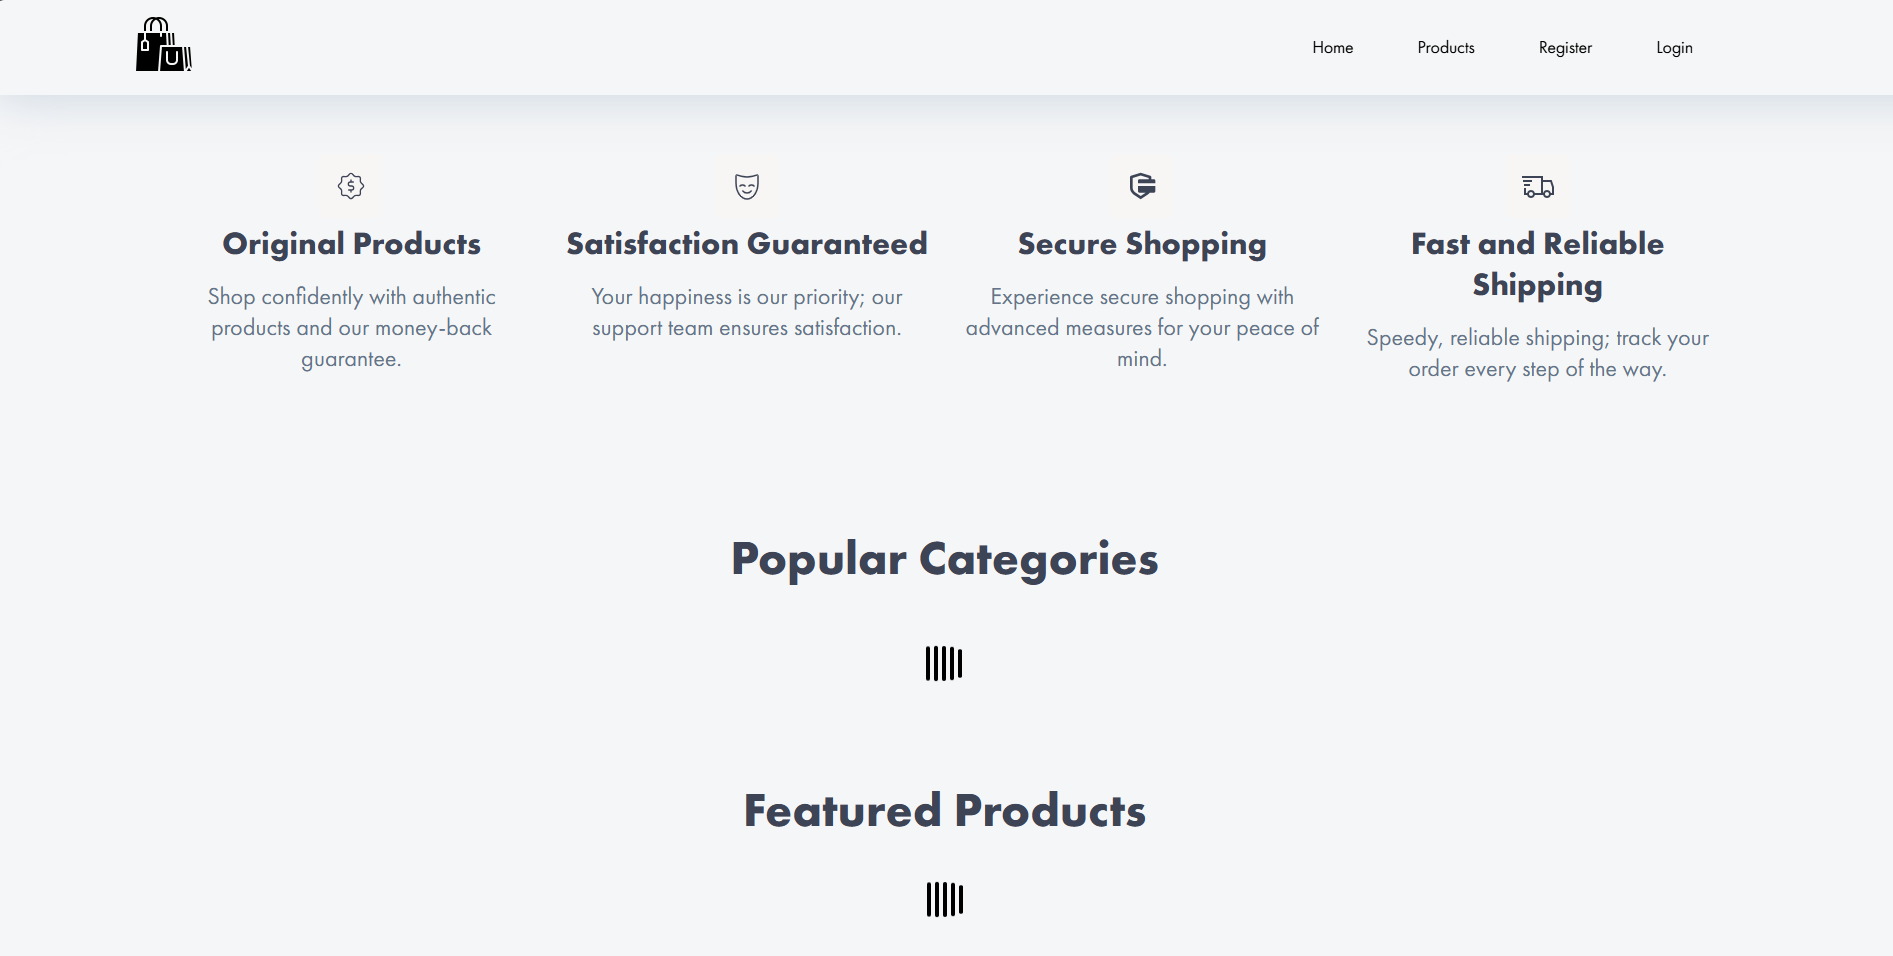 U
Home Products Register Login
Original Products
Shop confidently with authentic
products and our money-back
guarantee.
Satisfaction Guaranteed
Your happiness is our priority; our
support team ensures satisfaction.
Secure Shopping
Experience secure shopping with
advanced measures for your peace of
mind.
Fast and Reliable
Shipping
Speedy, reliable shipping; track your
order every step of the way.
Popular Categories
Featured Products